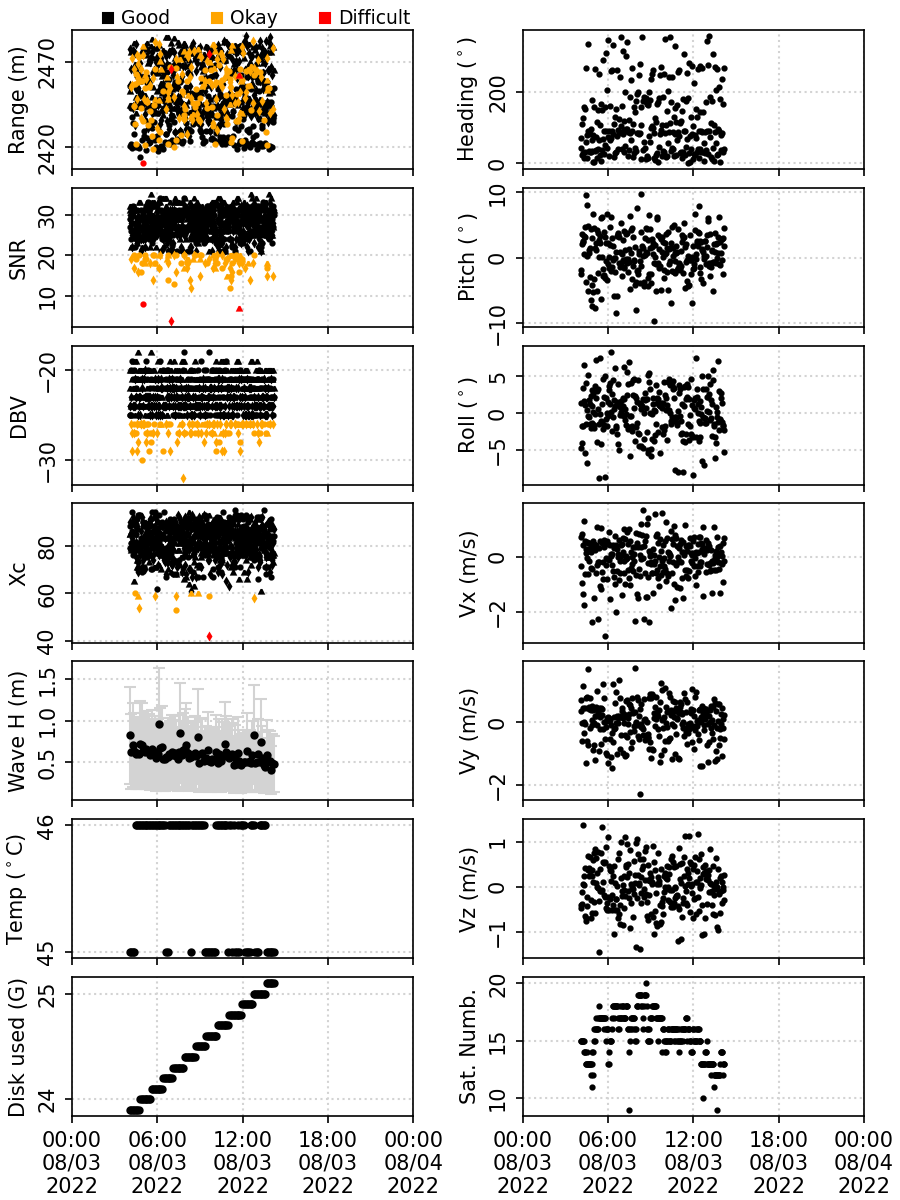 Good Okay Difficult
Range (m)
2470
2420
Heading (°)
200
0
SNR
30
20
10
Pitch (°)
10
0
−10
DBV
−20
−30
Roll (°)
5
0
−5
Xc
80
60
40
Vx (m/s)
0
−2
Wave H (m)
1.5
1.0
0.5
Vy (m/s)
0
−2
Temp (°C)
46
45
Vz (m/s)
1
0
−1
Disk used (G)
25
24
Sat. Numb.
20
15
10
00:00 06:00 12:00 18:00 00:00 00:00 06:00 12:00 18:00 00:00
08/03 08/03 08/03 08/03 08/04 08/03 08/03 08/03 08/03 08/04
2022 2022 2022 2022 2022 2022 2022 2022 2022 2022